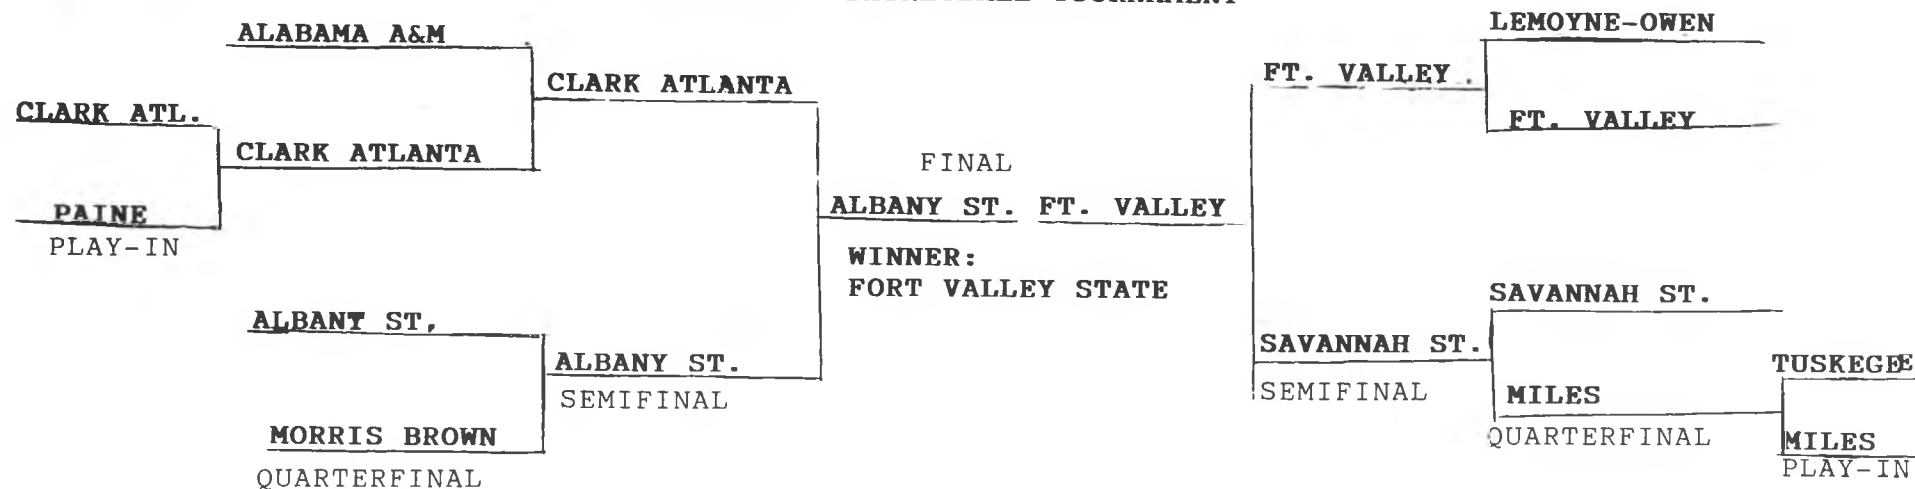 LEMOYNE-OWEN
ALABAMA A&M
FT. VALLEY
CLARK ATLANTA
CLARK ATL.
FT. VALLEY
CLARK ATLANTA
FINAL
PAINE
ALBANY ST. FT. VALLEY
PLAY-IN
WINNER:
FORT VALLEY STATE
SAVANNAH ST.
ALBANY ST,
SAVANNAH ST.
ALBANY ST.
TUSKEGEE
SEMIFINAL
SEMIFINAL
MILES
MORRIS BROWN
QUARTERFINAL
MILES
QUARTERFINAL
PLAY-IN